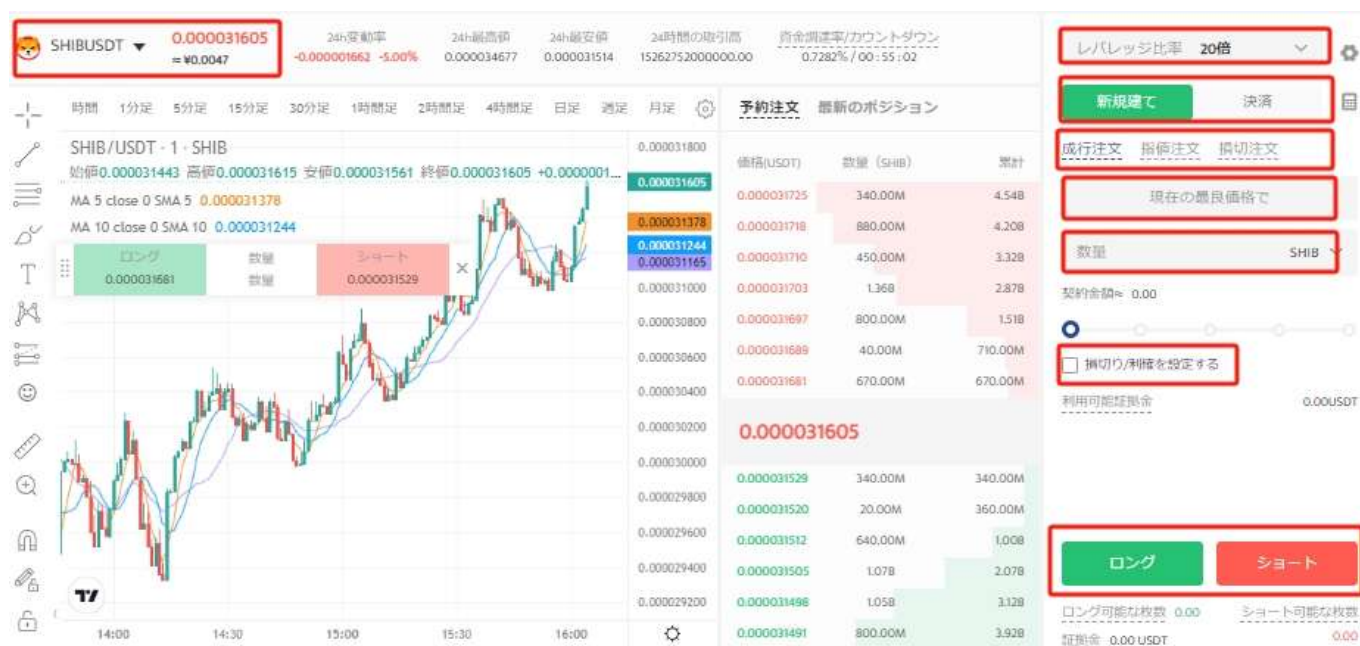 SHIBUSDT 0.000031605
≈ ¥0.0047
24h変動率 24h最高値 24h最安値 24時間の取引高 資金調達率/カウントダウン
-0.000001662 -5.00% 0.000034677 0.000031514 15262752000000.00 0.7282% / 00 : 55 : 02
レバレッジ比率 20倍
新規建て 決済
成行注文 指値注文 損切注文
現在の最良価格で
数量 SHIB
契約金額≈ 0.00
損切り/利確を設定する
利用可能証拠金 0.00USDT
ロング ショート
ロング可能な枚数 0.00 ショート可能な枚数
0.00
証拠金 0.00 USDT
時間 1分足 5分足 15分足 30分足 1時間足 2時間足 4時間足 日足 週足 月足
SHIB/USDT · 1 · SHIB
始値0.000031443 高値0.000031615 安値0.000031561 終値0.000031605 +0.0000001...
MA 5 close 0 SMA 5 0.000031378
MA 10 close 0 SMA 10 0.000031244
ロング 数量 ショート
0.000031681 数量 0.000031529
0.000031800
0.000031605
0.000031378
0.000031244
0.000031165
0.000031000
0.000030800
0.000030600
0.000030400
0.000030200
0.000030000
0.000029800
0.000029600
0.000029400
0.000029200
14:00 14:30 15:00 15:30 16:00
予約注文 最新のポジション
価格(USDT) 数量（SHIB） 累計
0.000031725 340.00M 4.54B
0.000031718 880.00M 4.20B
0.000031710 450.00M 3.32B
0.000031703 1.36B 2.87B
0.000031697 800.00M 1.51B
0.000031689 40.00M 710.00M
0.000031681 670.00M 670.00M
0.000031605
0.000031529 340.00M 340.00M
0.000031520 20.00M 360.00M
0.000031512 640.00M 1.00B
0.000031505 1.07B 2.07B
0.000031498 1.05B 3.12B
0.000031491 800.00M 3.92B